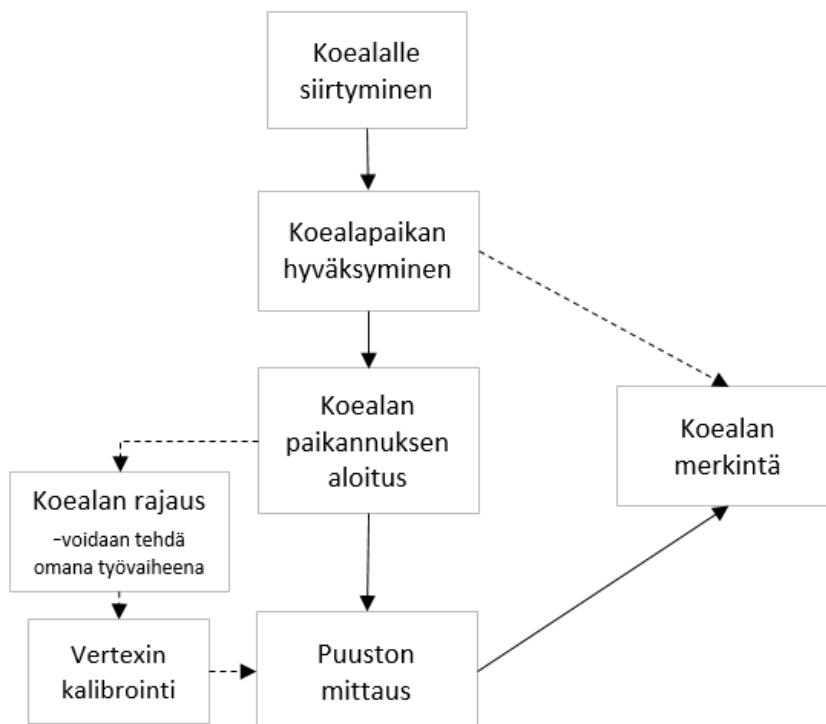 Koealalle
siirtyminen
Koealapaikan
hyväksyminen
Koealan
paikannuksen
aloitus
Koealan
merkintä
Koealan rajaus
-voidaan tehdä
omana työvaiheena
Vertexin
kalibrointi
Puuston
mittaus